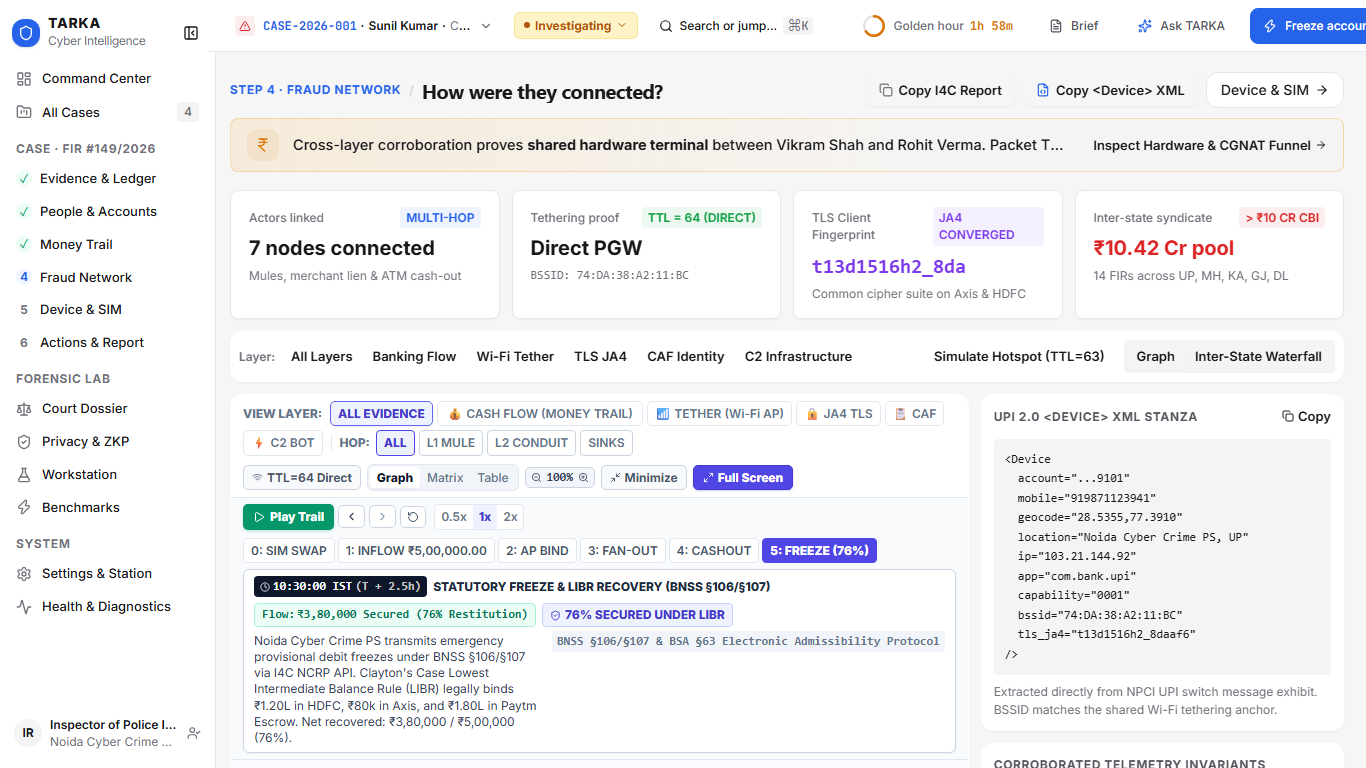 TARKA
Cyber Intelligence
CASE-2026-001 · Sunil Kumar · C...
Investigating
Search or jump... ⌘K
Golden hour 1h 58m
Brief
Ask TARKA
Freeze accour
Command Center
All Cases 4
CASE · FIR #149/2026
✓ Evidence & Ledger
✓ People & Accounts
✓ Money Trail
4 Fraud Network
5 Device & SIM
6 Actions & Report
FORENSIC LAB
Court Dossier
Privacy & ZKP
Workstation
Benchmarks
SYSTEM
Settings & Station
Health & Diagnostics
IR
Inspector of Police I...
Noida Cyber Crime ...
STEP 4 · FRAUD NETWORK / How were they connected?
Copy I4C Report
Copy <Device> XML
Device & SIM →
₹ Cross-layer corroboration proves shared hardware terminal between Vikram Shah and Rohit Verma. Packet T...
Inspect Hardware & CGNAT Funnel →
Actors linked MULTI-HOP
7 nodes connected
Mules, merchant lien & ATM cash-out
Tethering proof TTL = 64 (DIRECT)
Direct PGW
BSSID: 74:DA:38:A2:11:BC
TLS Client Fingerprint
JA4 CONVERGED
t13d1516h2_8da
Common cipher suite on Axis & HDFC
Inter-state syndicate > ₹10 CR CBI
₹10.42 Cr pool
14 FIRs across UP, MH, KA, GJ, DL
Layer: All Layers Banking Flow Wi-Fi Tether TLS JA4 CAF Identity C2 Infrastructure
Simulate Hotspot (TTL=63) Graph Inter-State Waterfall
VIEW LAYER: ALL EVIDENCE CASH FLOW (MONEY TRAIL) TETHER (Wi-Fi AP) JA4 TLS CAF
C2 BOT HOP: ALL L1 MULE L2 CONDUIT SINKS
TTL=64 Direct Graph Matrix Table 100% Minimize Full Screen
Play Trail 0.5x 1x 2x
0: SIM SWAP 1: INFLOW ₹5,00,000.00 2: AP BIND 3: FAN-OUT 4: CASHOUT 5: FREEZE (76%)
10:30:00 IST (T + 2.5h) STATUTORY FREEZE & LIBR RECOVERY (BNSS §106/§107)
Flow: ₹3,80,000 Secured (76% Restitution) 76% SECURED UNDER LIBR
Noida Cyber Crime PS transmits emergency
provisional debit freezes under BNSS §106/§107
via I4C NCRP API. Clayton's Case Lowest
Intermediate Balance Rule (LIBR) legally binds
₹1.20L in HDFC, ₹80k in Axis, and ₹1.80L in Paytm
Escrow. Net recovered: ₹3,80,000 / ₹5,00,000
(76%).
BNSS §106/§107 & BSA §63 Electronic Admissibility Protocol
UPI 2.0 <DEVICE> XML STANZA Copy
<Device
account="...9101"
mobile="919871123941"
geocode="28.5355,77.3910"
location="Noida Cyber Crime PS, UP"
ip="103.21.144.92"
app="com.bank.upi"
capability="0001"
bssid="74:DA:38:A2:11:BC"
tls_ja4="t13d1516h2_8daaf6"
/>
Extracted directly from NPCI UPI switch message exhibit.
BSSID matches the shared Wi-Fi tethering anchor.
CORROBORATED TELEMETRY INVARIANTS